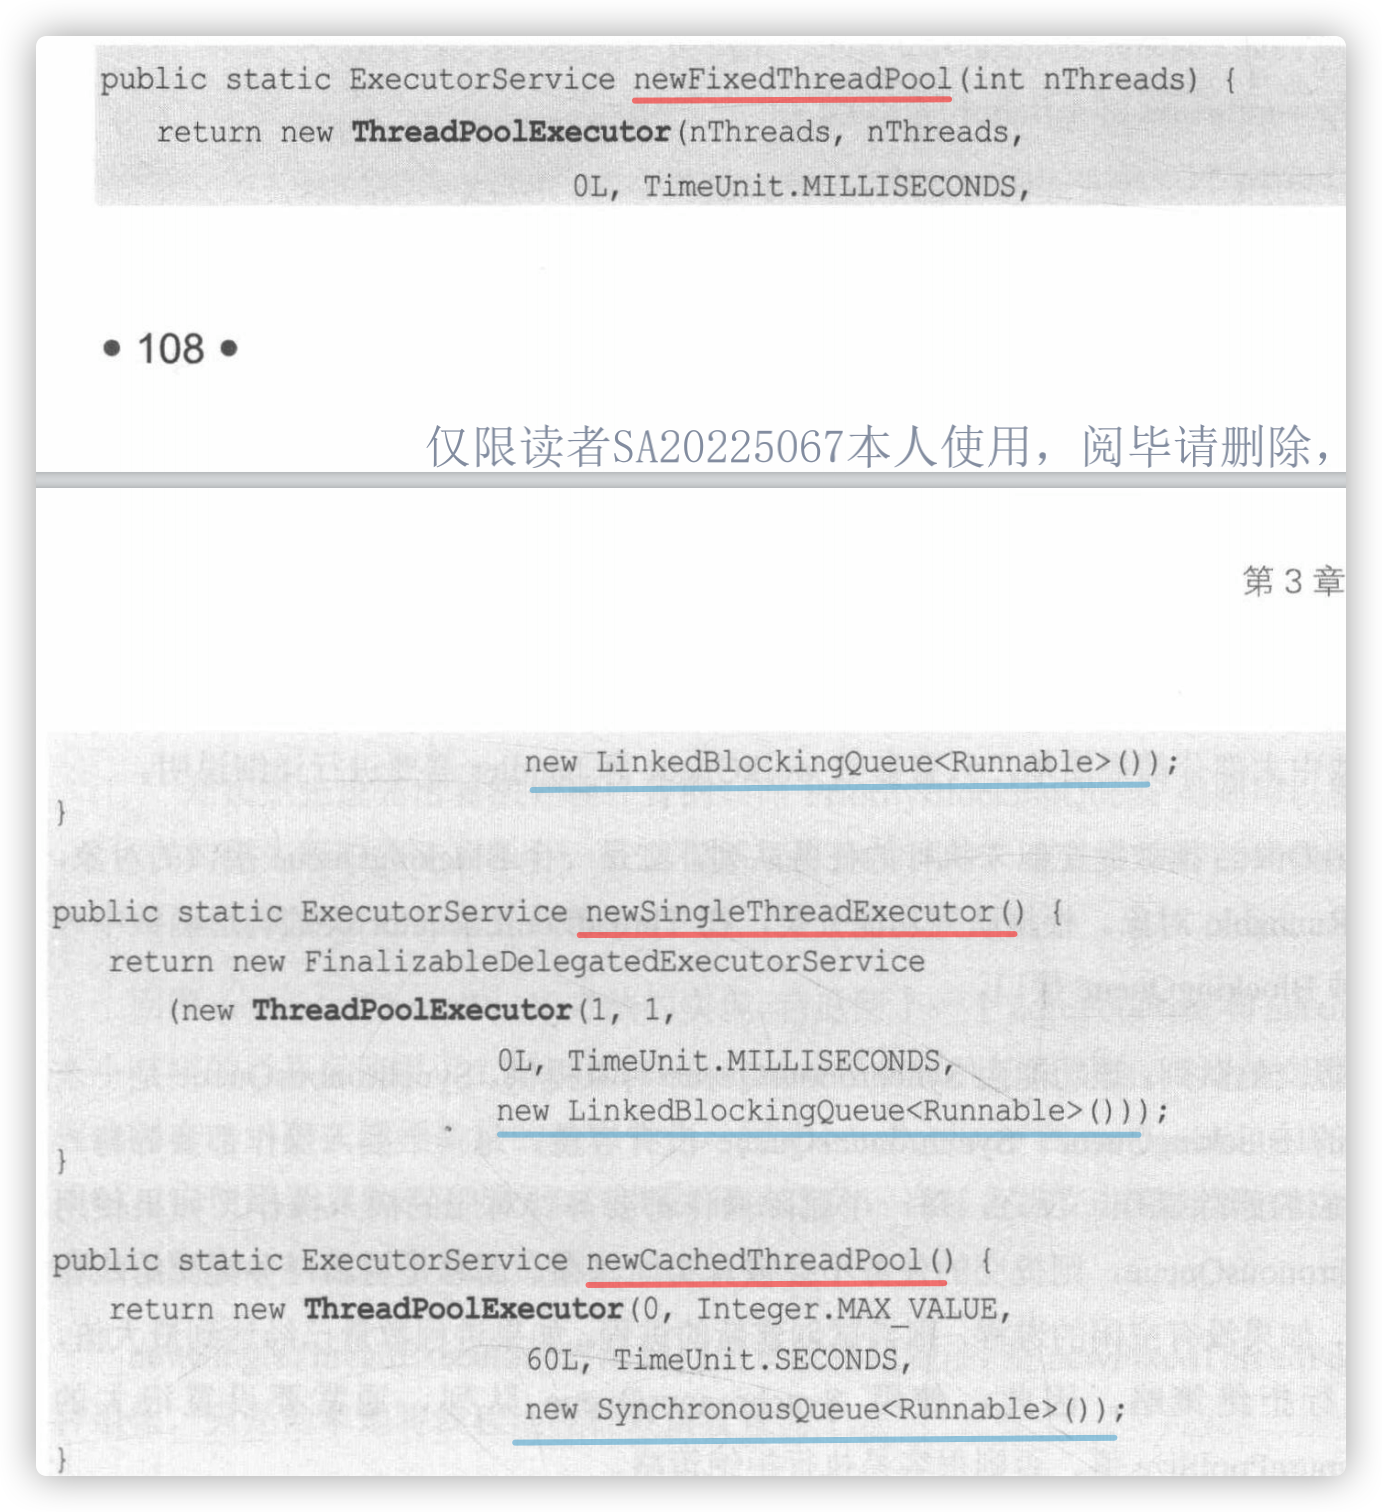 public static ExecutorService newFixedThreadPool(int nThreads) {
return new ThreadPoolExecutor(nThreads, nThreads,
0L, TimeUnit.MILLISECONDS,
• 108 •
仅限读者SA20225067本人使用，阅毕请删除，
第 3 章
new LinkedBlockingQueue<Runnable>());
}
public static ExecutorService newSingleThreadExecutor() {
return new FinalizableDelegatedExecutorService
(new ThreadPoolExecutor(1, 1,
0L, TimeUnit.MILLISECONDS,
new LinkedBlockingQueue<Runnable>()));
}
public static ExecutorService newCachedThreadPool() {
return new ThreadPoolExecutor(0, Integer.MAX_VALUE,
60L, TimeUnit.SECONDS,
new SynchronousQueue<Runnable>());
}